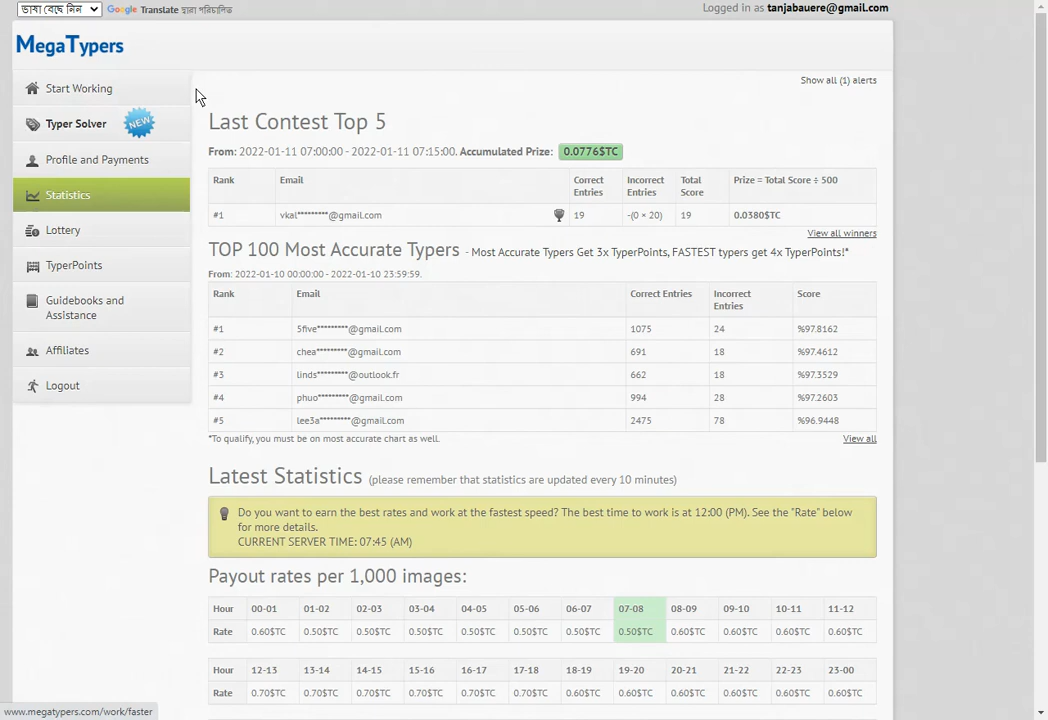 ভাষা বেছে নিন Google Translate দ্বারা পরিচালিত
Logged in as tanjabauere@gmail.com
MegaTypers
Show all (1) alerts
Start Working
Typer Solver NEW
Profile and Payments
Statistics
Lottery
TyperPoints
Guidebooks and
Assistance
Affiliates
Logout
Last Contest Top 5
From: 2022-01-11 07:00:00 - 2022-01-11 07:15:00. Accumulated Prize: 0.0776$TC
Rank Email Correct Entries Incorrect Entries Total Score Prize = Total Score ÷ 500
#1 vkal*********@gmail.com 19 -(0 × 20) 19 0.0380$TC
View all winners
TOP 100 Most Accurate Typers - Most Accurate Typers Get 3x TyperPoints, FASTEST typers get 4x TyperPoints!*
From: 2022-01-10 00:00:00 - 2022-01-10 23:59:59.
Rank Email Correct Entries Incorrect Entries Score
#1 5five*********@gmail.com 1075 24 %97.8162
#2 chea*********@gmail.com 691 18 %97.4612
#3 linds*********@outlook.fr 662 18 %97.3529
#4 phuo*********@gmail.com 994 28 %97.2603
#5 lee3a*********@gmail.com 2475 78 %96.9448
*To qualify, you must be on most accurate chart as well.
View all
Latest Statistics (please remember that statistics are updated every 10 minutes)
Do you want to earn the best rates and work at the fastest speed? The best time to work is at 12:00 (PM). See the "Rate" below
for more details.
CURRENT SERVER TIME: 07:45 (AM)
Payout rates per 1,000 images:
Hour 00-01 01-02 02-03 03-04 04-05 05-06 06-07 07-08 08-09 09-10 10-11 11-12
Rate 0.60$TC 0.50$TC 0.50$TC 0.50$TC 0.50$TC 0.50$TC 0.50$TC 0.50$TC 0.60$TC 0.60$TC 0.60$TC 0.60$TC
Hour 12-13 13-14 14-15 15-16 16-17 17-18 18-19 19-20 20-21 21-22 22-23 23-00
Rate 0.70$TC 0.70$TC 0.70$TC 0.70$TC 0.70$TC 0.70$TC 0.60$TC 0.60$TC 0.60$TC 0.60$TC 0.60$TC 0.60$TC
www.megatypers.com/work/faster